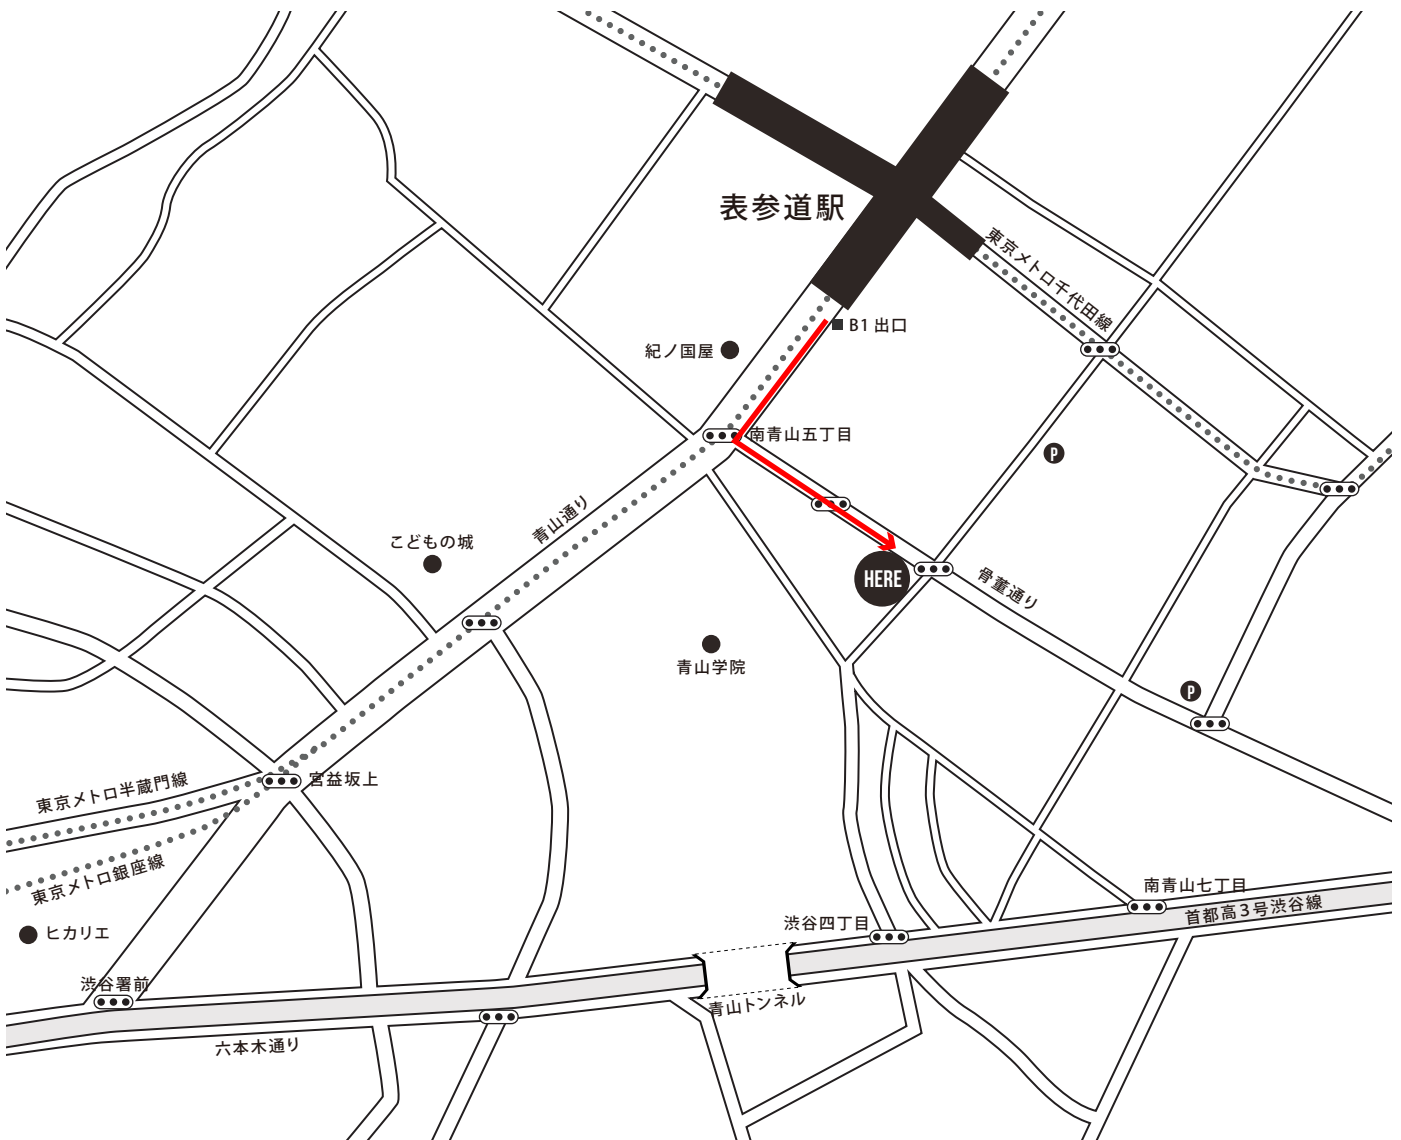 表参道駅
東京メトロ千代田線
B1 出口
紀ノ国屋
南青山五丁目
P
青山通り
こどもの城
HERE
骨董通り
青山学院
P
宮益坂上
東京メトロ半蔵門線
東京メトロ銀座線
南青山七丁目
首都高3号渋谷線
渋谷四丁目
ヒカリエ
渋谷署前
青山トンネル
六本木通り